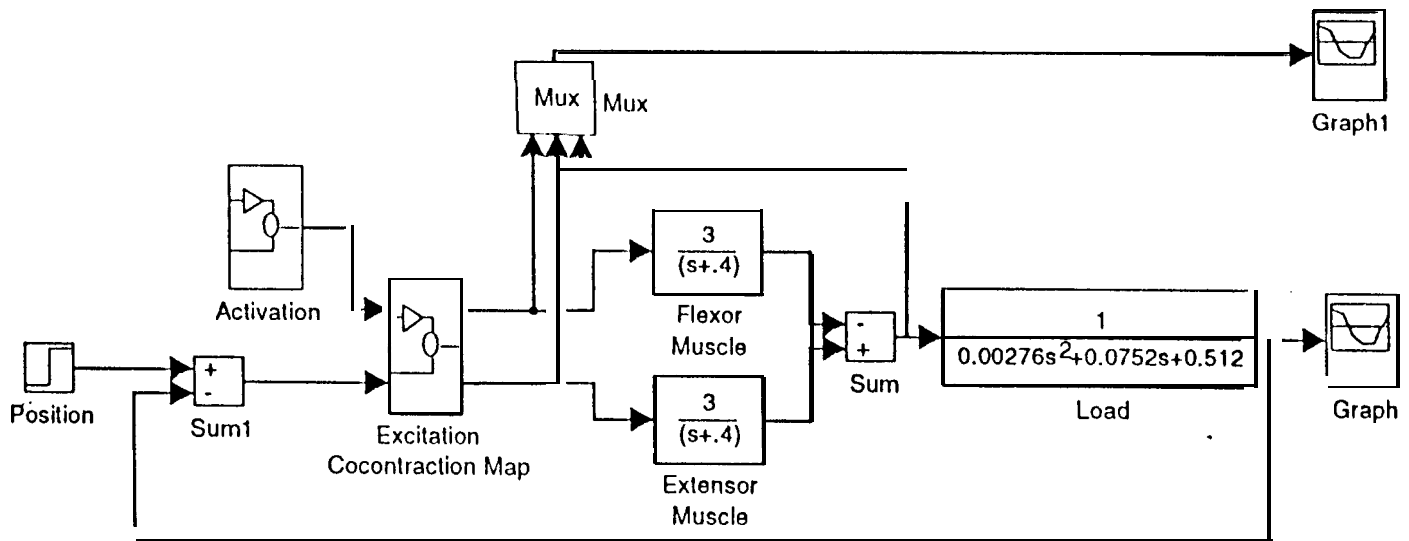 Mux
Mux
Graph1
Activation
3
(s+.4)
Flexor
Muscle
-
+
Sum
1
0.00276s²+0.0752s+0.512
Load
Graph
Position
+
-
Sum1
Excitation
Cocontraction Map
3
(s+.4)
Extensor
Muscle